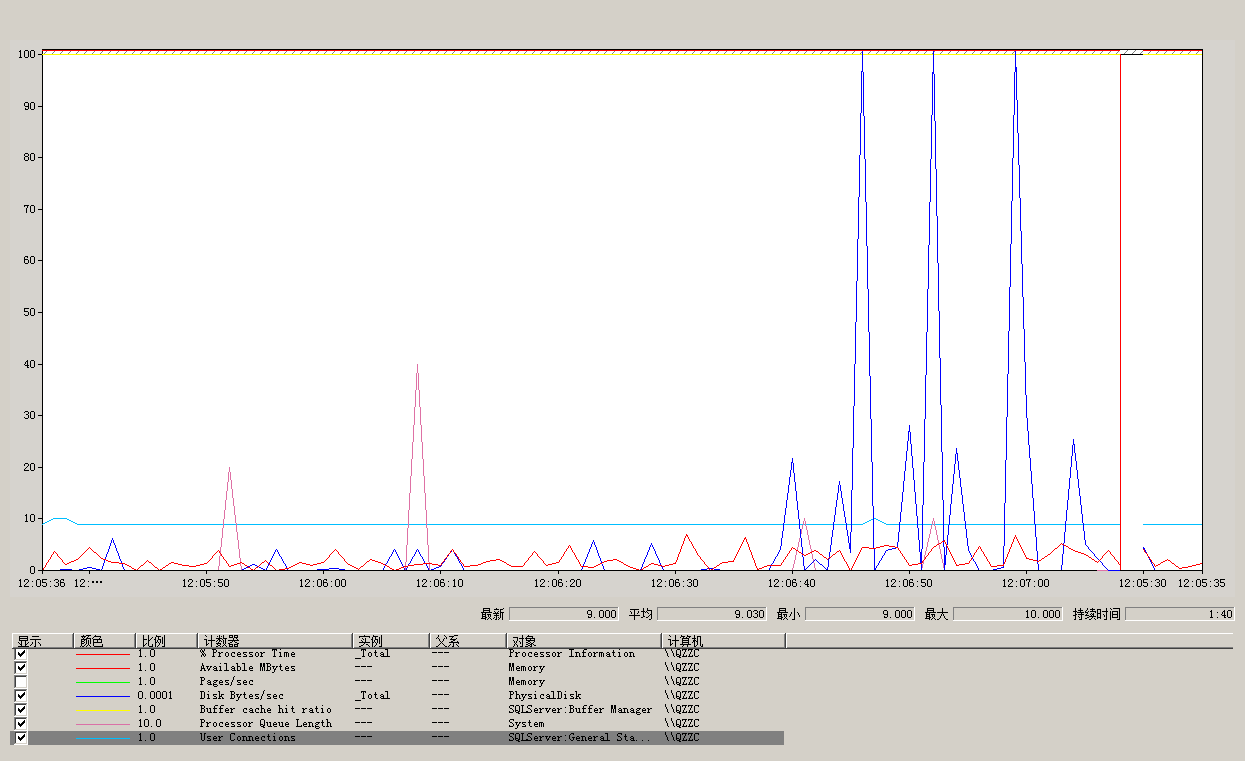 100
90
80
70
60
50
40
30
20
10
0
12:05:36 12:··· 12:05:50 12:06:00 12:06:10 12:06:20 12:06:30 12:06:40 12:06:50 12:07:00 12:05:30 12:05:35
最新 9.000 平均 9.030 最小 9.000 最大 10.000 持续时间 1:40
显示 颜色 比例 计数器 实例 父系 对象 计算机
1.0 % Processor Time _Total --- Processor Information \\QZZC
1.0 Available MBytes --- --- Memory \\QZZC
1.0 Pages/sec --- --- Memory \\QZZC
0.0001 Disk Bytes/sec _Total --- PhysicalDisk \\QZZC
1.0 Buffer cache hit ratio --- --- SQLServer:Buffer Manager \\QZZC
10.0 Processor Queue Length --- --- System \\QZZC
1.0 User Connections --- --- SQLServer:General Sta... \\QZZC